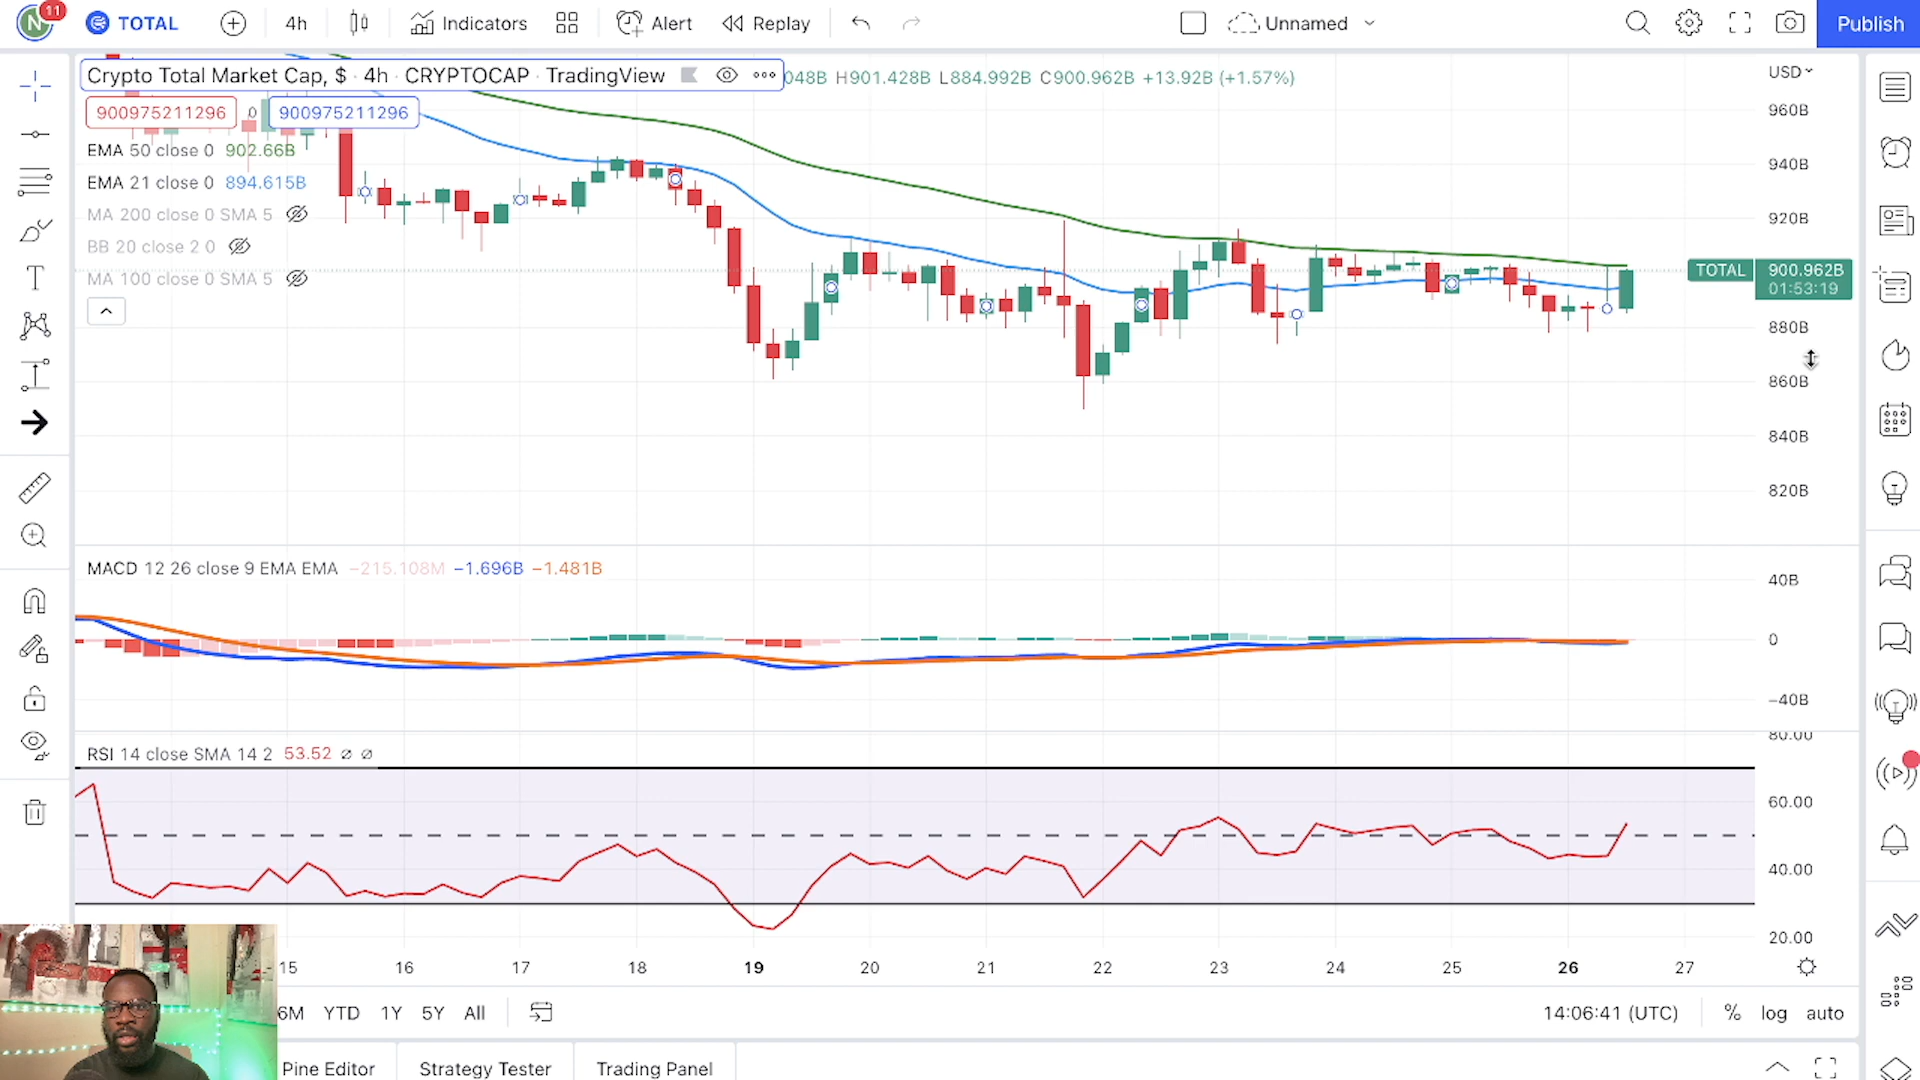 N 11 TOTAL 4h Indicators Alert Replay Unnamed Publish
Crypto Total Market Cap, $ · 4h · CRYPTOCAP · TradingView 048B H901.428B L884.992B C900.962B +13.92B (+1.57%) USD
900975211296 0 900975211296 960B
EMA 50 close 0 902.66B
940B
EMA 21 close 0 894.615B
MA 200 close 0 SMA 5 920B
BB 20 close 2 0
MA 100 close 0 SMA 5 TOTAL 900.962B
01:53:19
880B
860B
840B
820B
MACD 12 26 close 9 EMA EMA −215.108M −1.696B −1.481B 40B
0
−40B
80.00
RSI 14 close SMA 14 2 53.52 ⌀ ⌀
60.00
40.00
20.00
15 16 17 18 19 20 21 22 23 24 25 26 27
6M YTD 1Y 5Y All 14:06:41 (UTC) % log auto
Pine Editor Strategy Tester Trading Panel